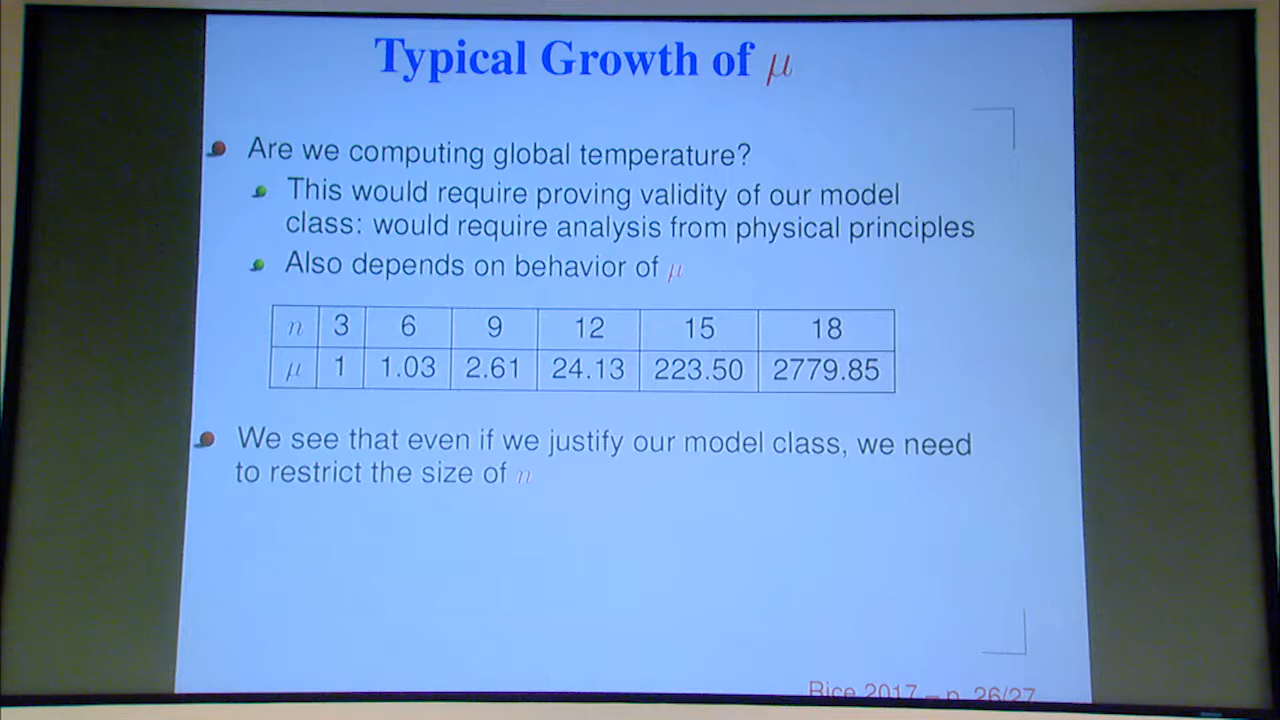 Typical Growth of μ
Are we computing global temperature?
This would require proving validity of our model
class: would require analysis from physical principles
Also depends on behavior of μ
n 3 6 9 12 15 18
μ 1 1.03 2.61 24.13 223.50 2779.85
We see that even if we justify our model class, we need
to restrict the size of n
Rice 2017 – p. 26/27